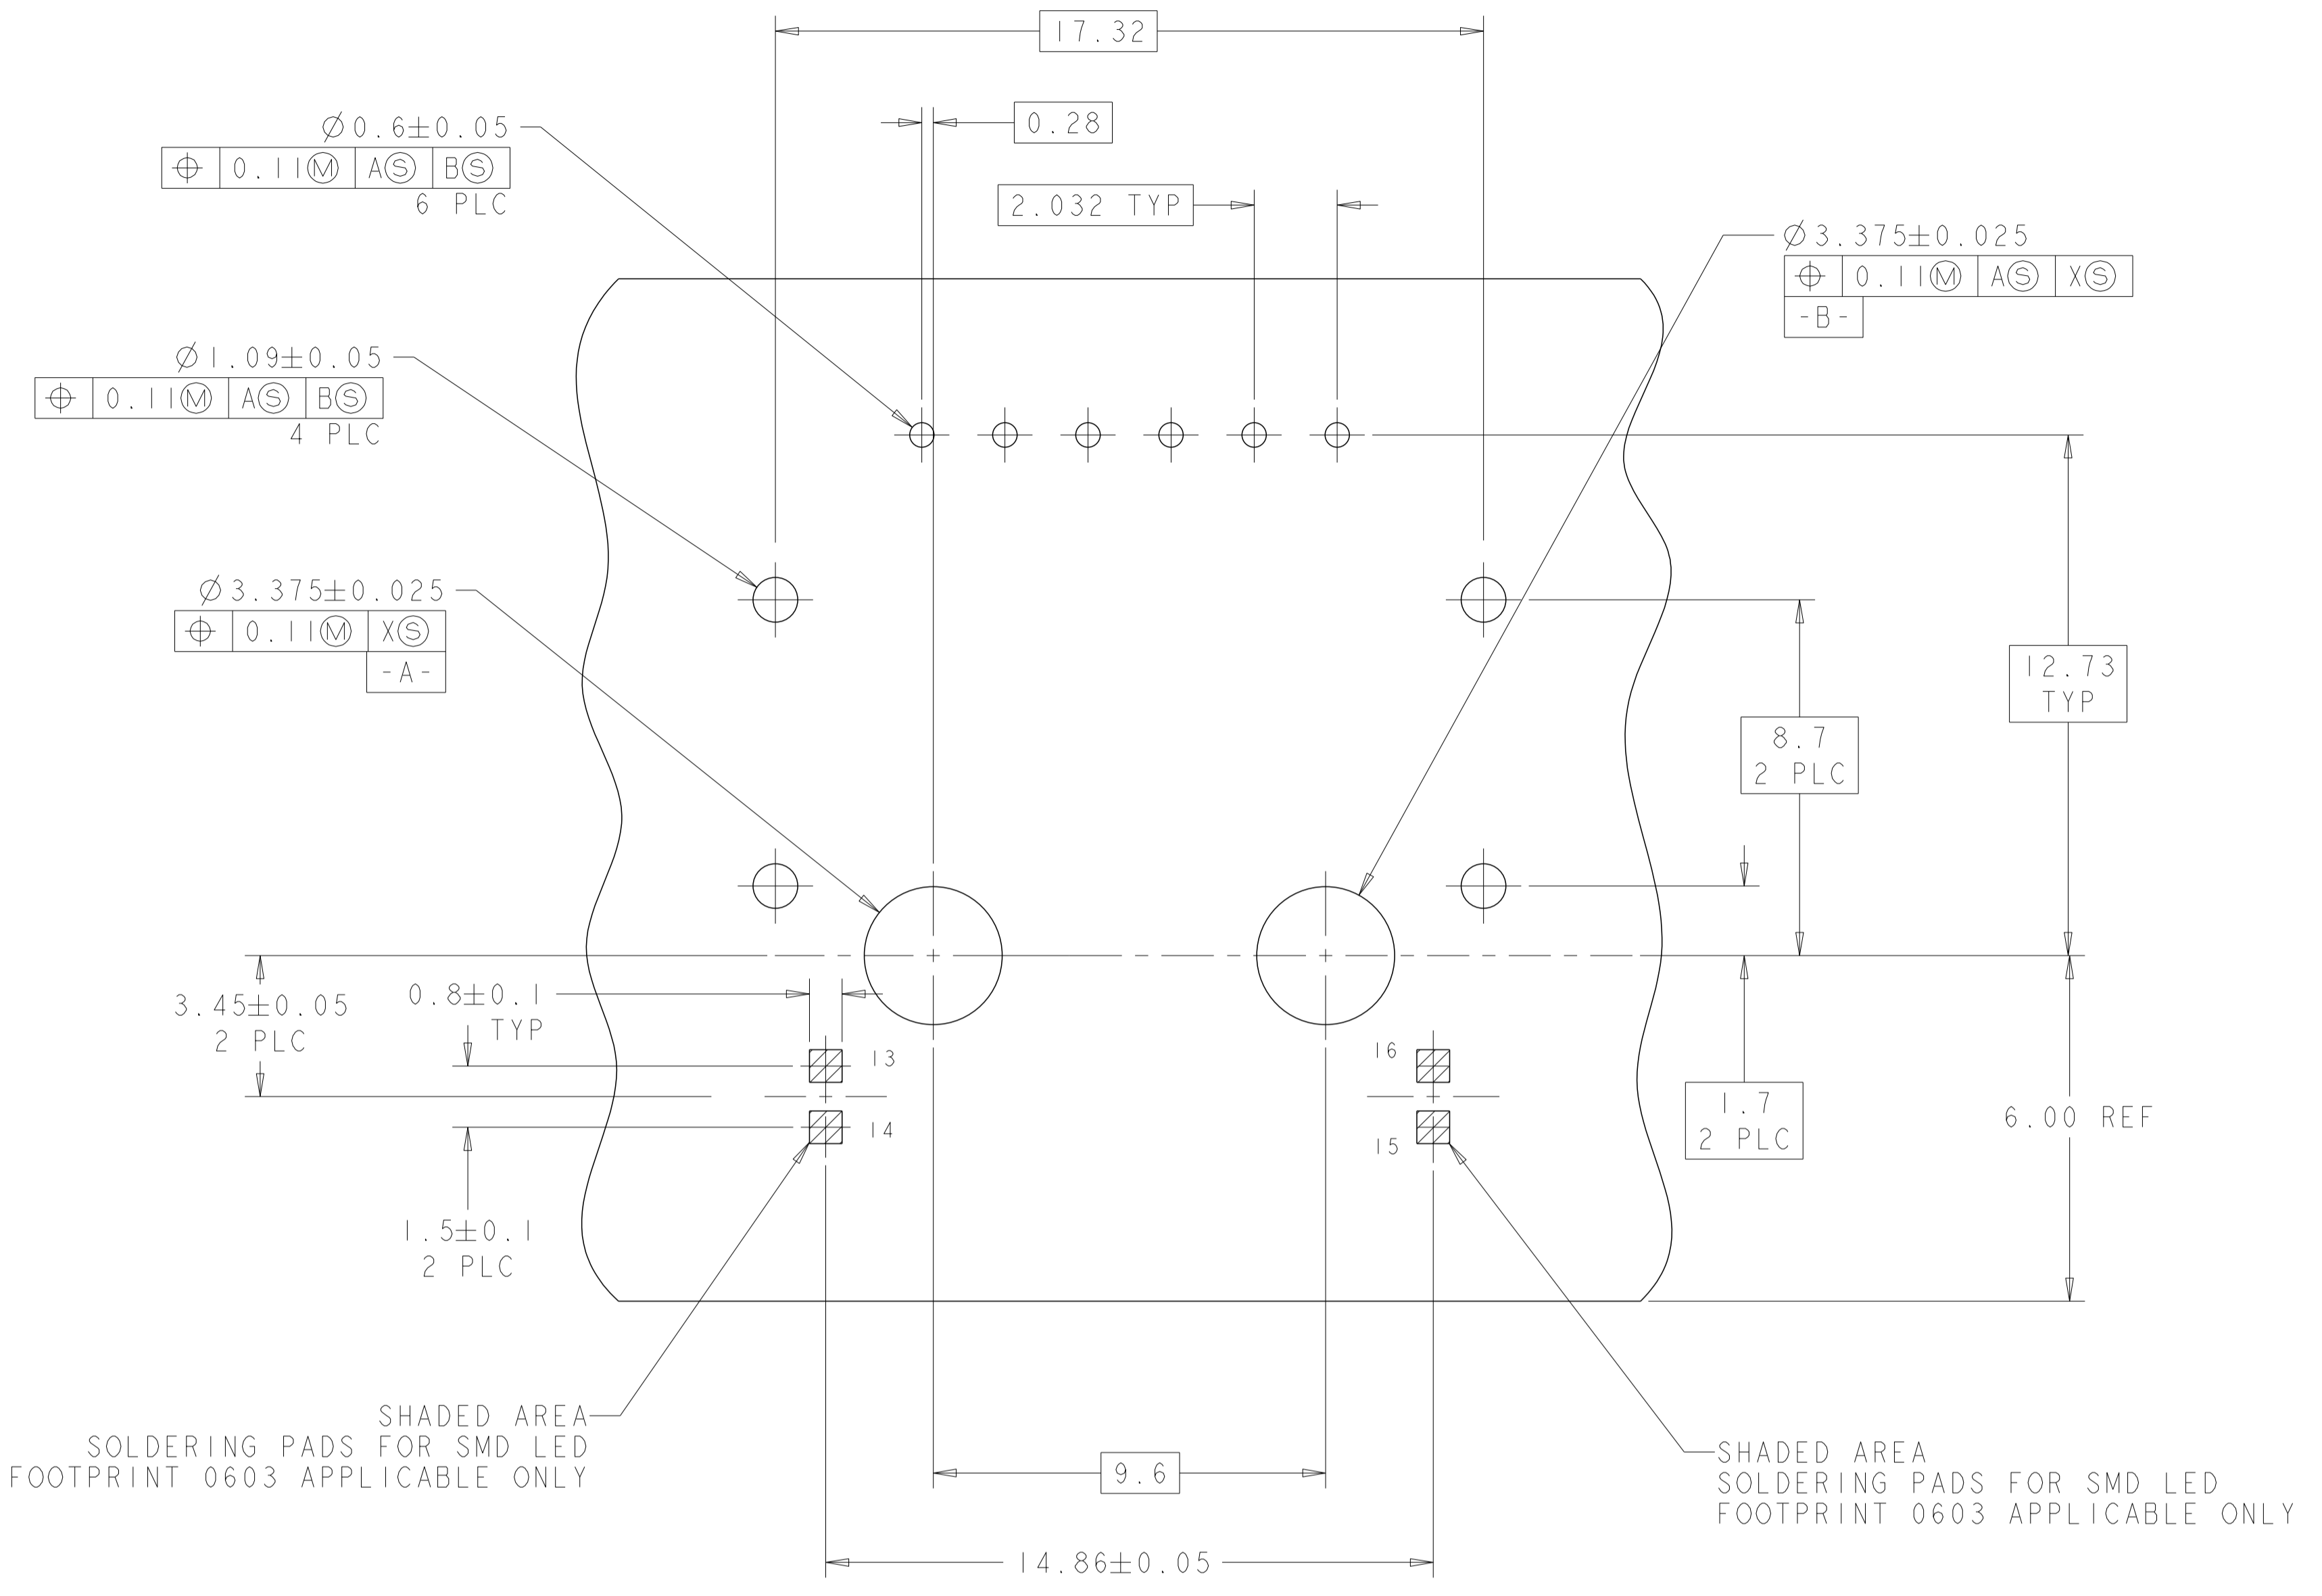 17.32
0.28
Ø0.6±0.05
⌖ 0.11Ⓜ AⓈ BⓈ
6 PLC
2.032 TYP
Ø3.375±0.025
⌖ 0.11Ⓜ AⓈ XⓈ
-B-
Ø1.09±0.05
⌖ 0.11Ⓜ AⓈ BⓈ
4 PLC
Ø3.375±0.025
⌖ 0.11Ⓜ XⓈ
-A-
12.73
TYP
8.7
2 PLC
3.45±0.05
2 PLC
0.8±0.1
TYP
13
16
14
15
1.7
2 PLC
6.00 REF
1.5±0.1
2 PLC
SHADED AREA
SOLDERING PADS FOR SMD LED
FOOTPRINT 0603 APPLICABLE ONLY
SHADED AREA
SOLDERING PADS FOR SMD LED
FOOTPRINT 0603 APPLICABLE ONLY
9.6
14.86±0.05